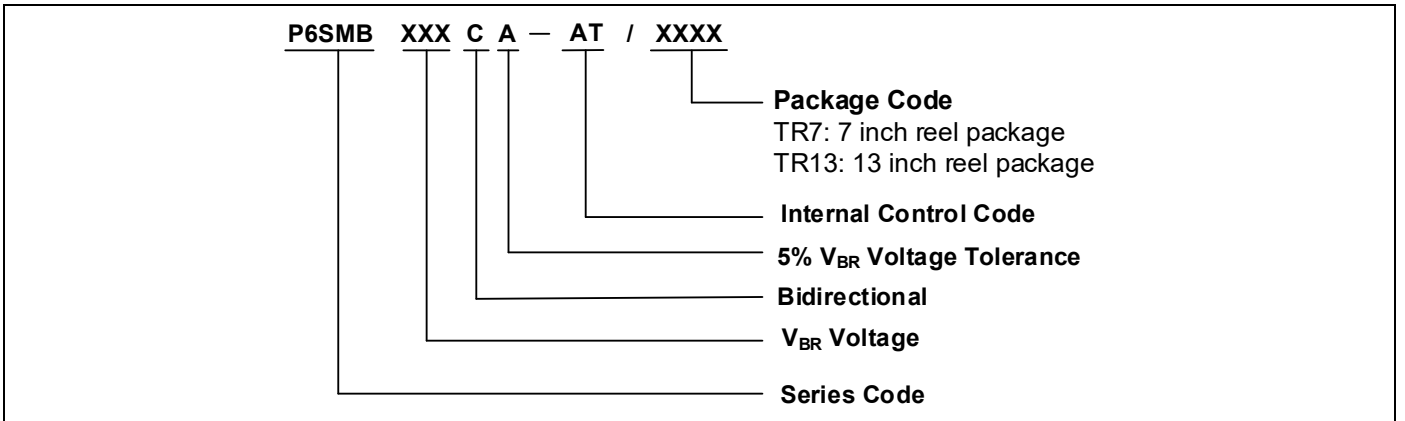 P6SMB XXX C A — AT / XXXX
Package Code
TR7: 7 inch reel package
TR13: 13 inch reel package
Internal Control Code
5% VBR Voltage Tolerance
Bidirectional
VBR Voltage
Series Code